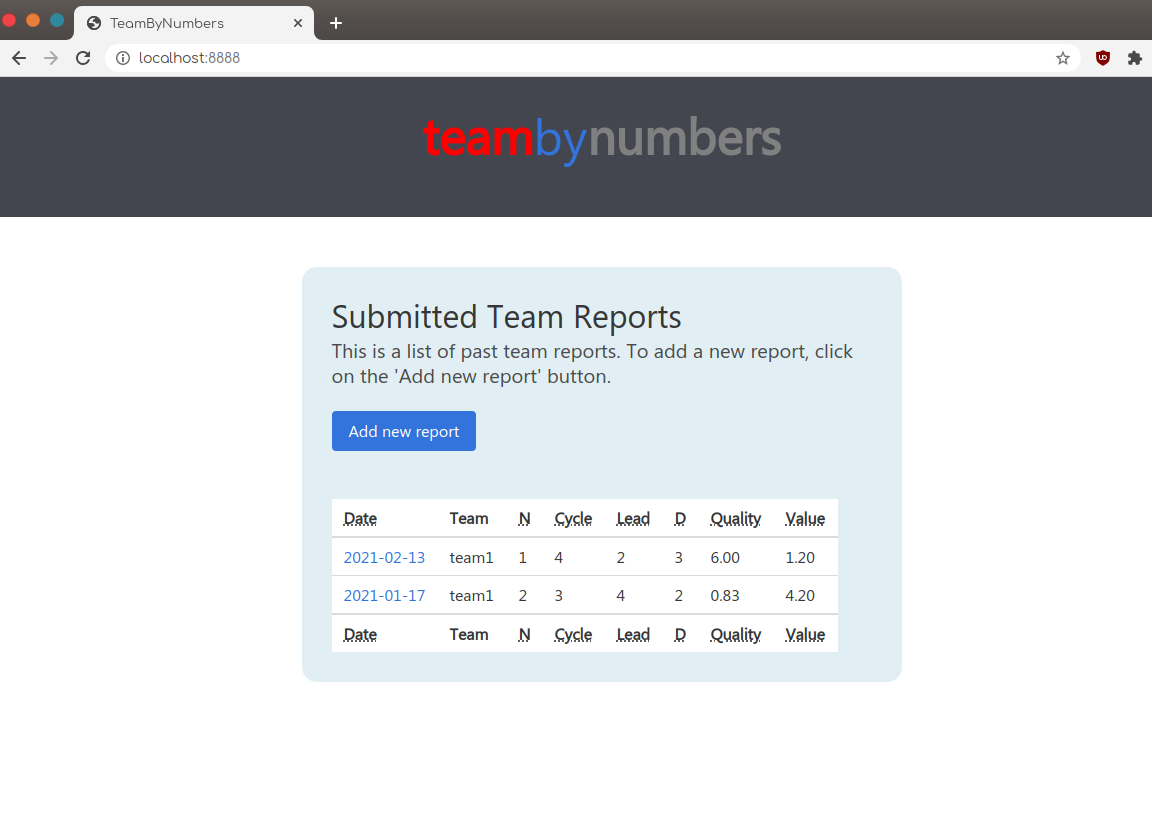 TeamByNumbers
localhost:8888
teambynumbers
Submitted Team Reports
This is a list of past team reports. To add a new report, click
on the 'Add new report' button.
Add new report
Date Team N Cycle Lead D Quality Value
2021-02-13 team1 1 4 2 3 6.00 1.20
2021-01-17 team1 2 3 4 2 0.83 4.20
Date Team N Cycle Lead D Quality Value